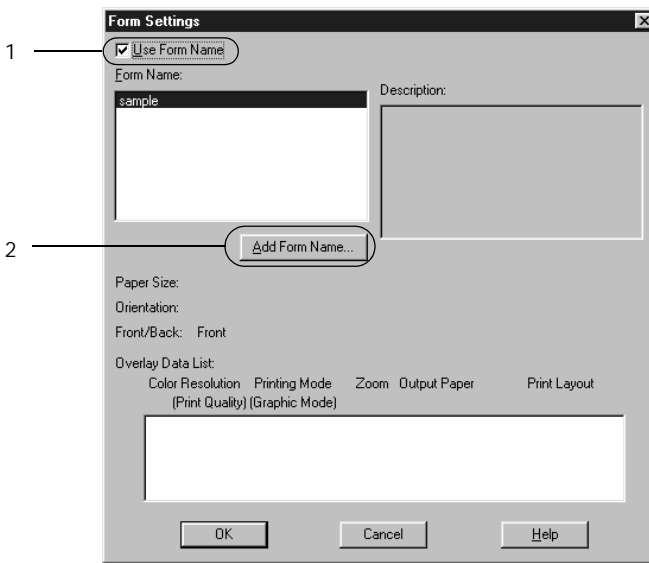 Form Settings
1
Use Form Name
Form Name:
Description:
sample
2
Add Form Name...
Paper Size:
Orientation:
Front/Back: Front
Overlay Data List:
Color Resolution Printing Mode Zoom Output Paper Print Layout
(Print Quality) (Graphic Mode)
OK Cancel Help